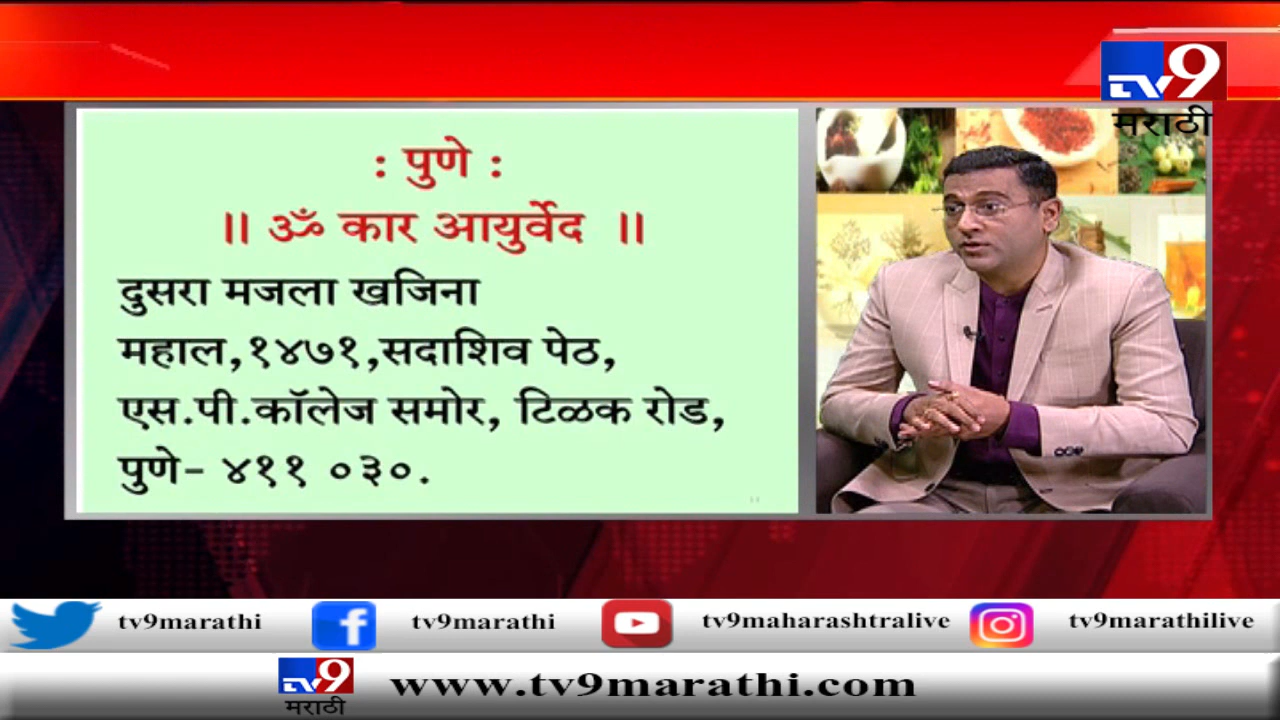 TV9
मराठी
: पुणे :
॥ ॐ कार आयुर्वेद ॥
दुसरा मजला खजिना
महाल,१४७१,सदाशिव पेठ,
एस.पी.कॉलेज समोर, टिळक रोड,
पुणे- ४११ ०३०.
tv9marathi tv9marathi tv9maharashtralive tv9marathilive
TV9 www.tv9marathi.com
मराठी